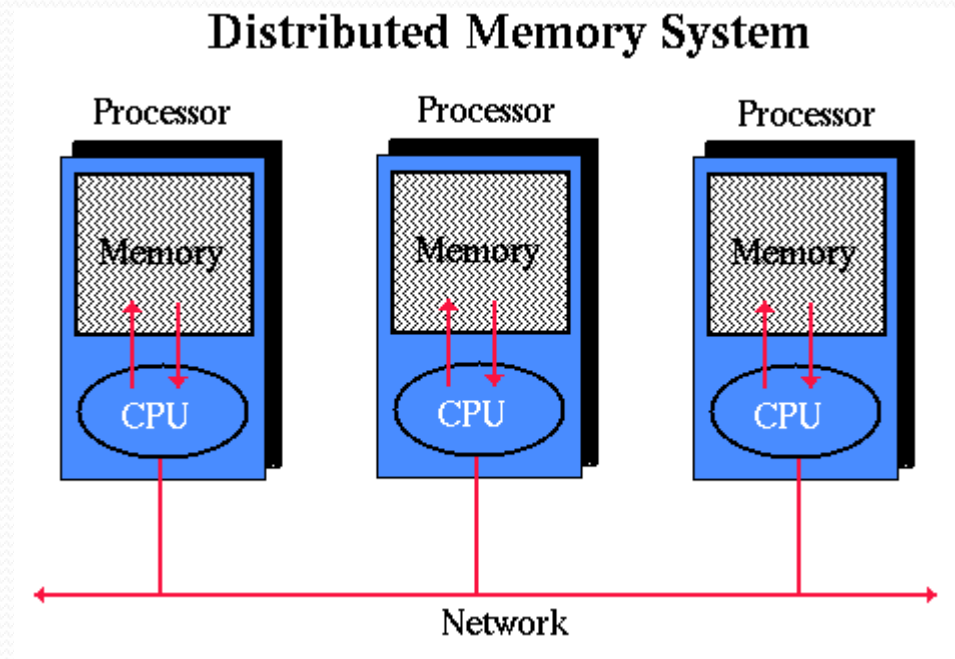 Distributed Memory System
Processor
Processor
Processor
Memory
Memory
Memory
CPU
CPU
CPU
Network